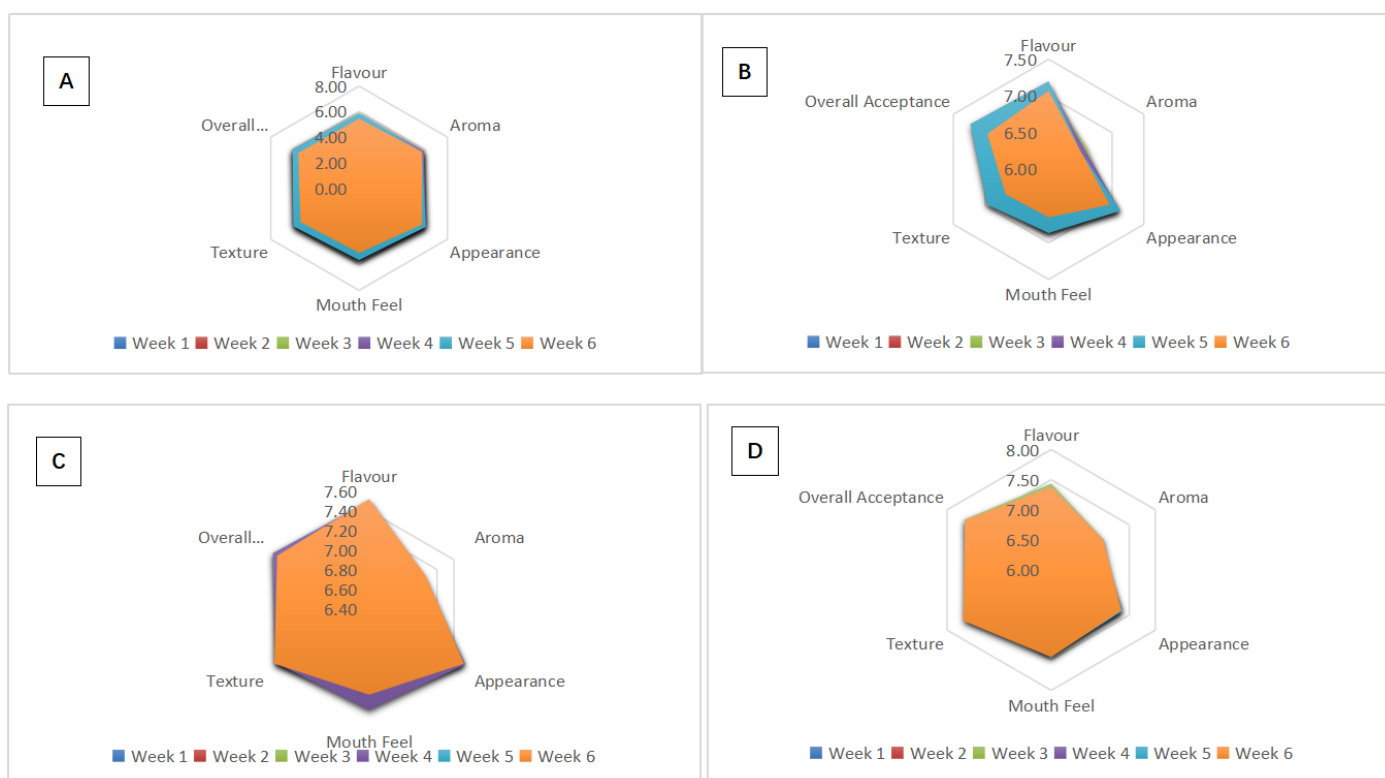 A
Flavour
8.00
6.00
4.00
2.00
0.00
Aroma
Appearance
Mouth Feel
Texture
Overall...
Week 1 Week 2 Week 3 Week 4 Week 5 Week 6
B
Flavour
7.50
7.00
6.50
6.00
Aroma
Appearance
Mouth Feel
Texture
Overall Acceptance
Week 1 Week 2 Week 3 Week 4 Week 5 Week 6
C
Flavour
7.60
7.40
7.20
7.00
6.80
6.60
6.40
Aroma
Appearance
Mouth Feel
Texture
Overall...
Week 1 Week 2 Week 3 Week 4 Week 5 Week 6
D
Flavour
8.00
7.50
7.00
6.50
6.00
Aroma
Appearance
Mouth Feel
Texture
Overall Acceptance
Week 1 Week 2 Week 3 Week 4 Week 5 Week 6